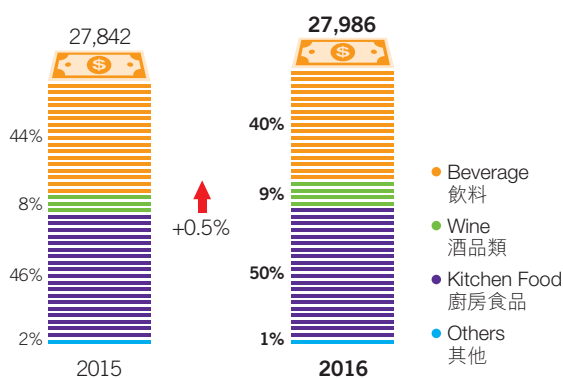 27,842
$
44%
8%
46%
2%
2015
+0.5%
27,986
$
40%
9%
50%
1%
2016
Beverage
飲料
Wine
酒品類
Kitchen Food
廚房食品
Others
其他